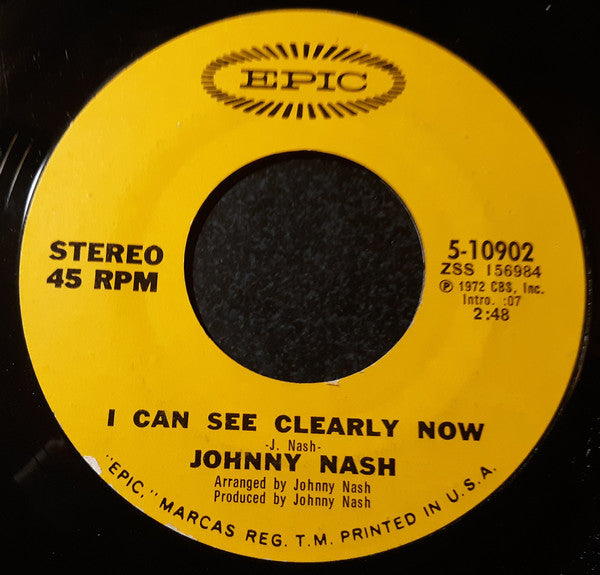 EPIC
STEREO
45 RPM
5-10902
ZSS 156984
Ⓟ 1972 CBS, Inc.
Intro. :07
2:48
I CAN SEE CLEARLY NOW
-J. Nash-
JOHNNY NASH
Arranged by Johnny Nash
Produced by Johnny Nash
"EPIC," MARCAS REG. T.M. PRINTED IN U.S.A.